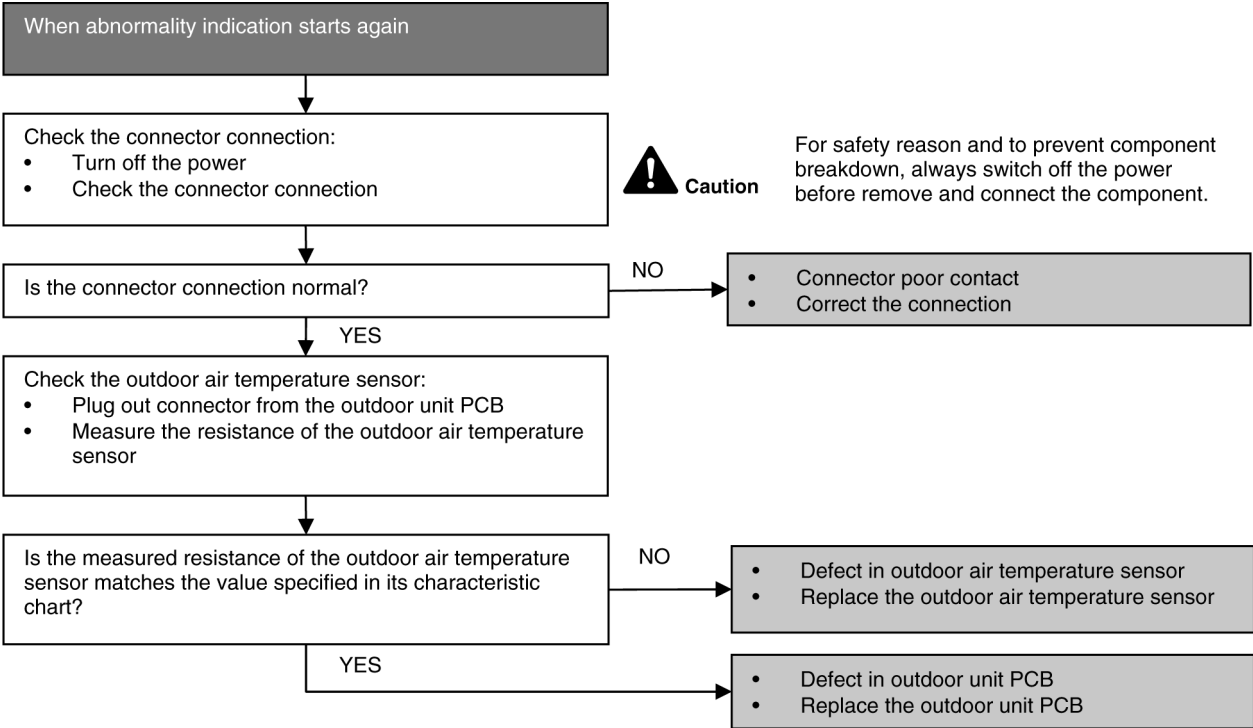 When abnormality indication starts again
Check the connector connection:
• Turn off the power
• Check the connector connection
Caution
For safety reason and to prevent component
breakdown, always switch off the power
before remove and connect the component.
Is the connector connection normal?
NO
• Connector poor contact
• Correct the connection
YES
Check the outdoor air temperature sensor:
• Plug out connector from the outdoor unit PCB
• Measure the resistance of the outdoor air temperature
sensor
Is the measured resistance of the outdoor air temperature
sensor matches the value specified in its characteristic
chart?
NO
• Defect in outdoor air temperature sensor
• Replace the outdoor air temperature sensor
YES
• Defect in outdoor unit PCB
• Replace the outdoor unit PCB